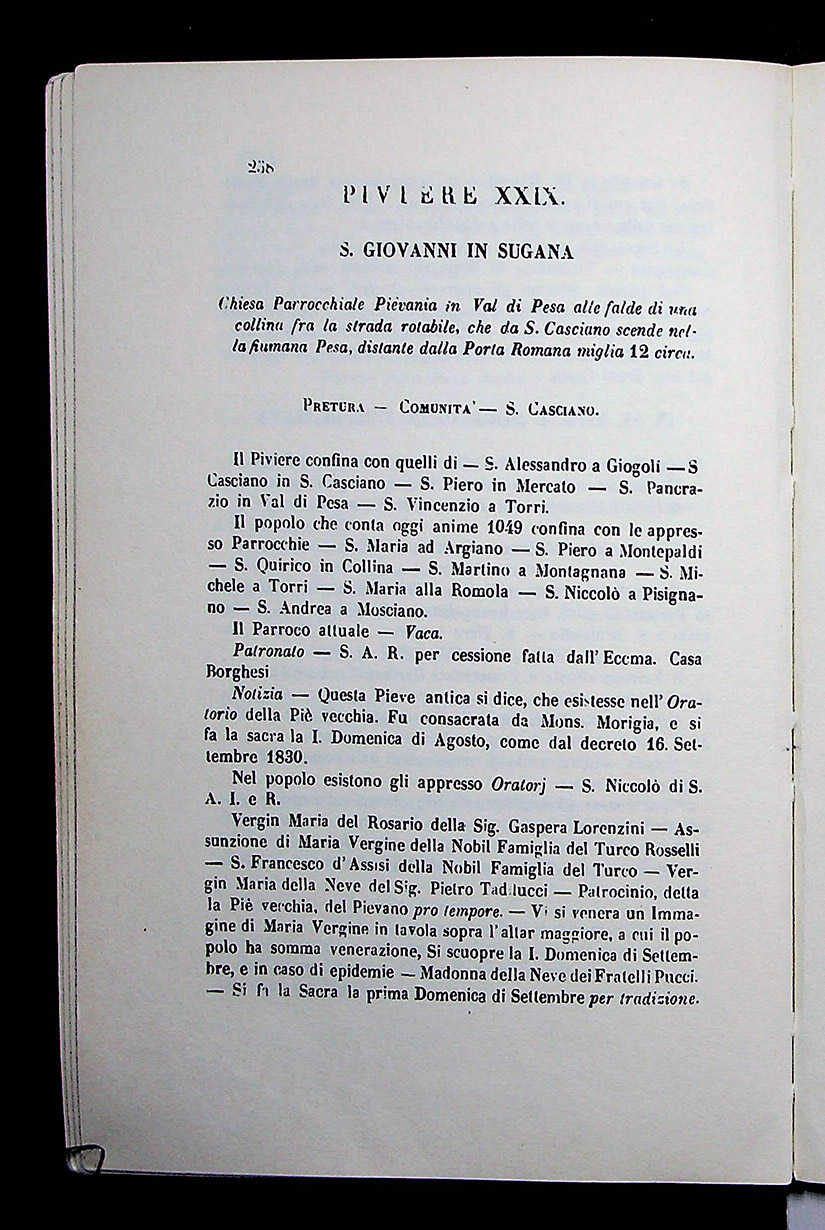 258
PIVIERE XXIX.
S. GIOVANNI IN SUGANA
Chiesa Parrocchiale Pievania in Val di Pesa alle falde di una
collina fra la strada rotabile, che da S. Casciano scende nel-
la fiumana Pesa, distante dalla Porta Romana miglia 12 circa.
PRETURA — COMUNITA' — S. CASCIANO.
Il Piviere confina con quelli di — S. Alessandro a Giogoli — S
Casciano in S. Casciano — S. Piero in Mercato — S. Pancra-
zio in Val di Pesa — S. Vincenzio a Torri.
Il popolo che conta oggi anime 1049 confina con le appres-
so Parrocchie — S. Maria ad Argiano — S. Piero a Montepaldi
— S. Quirico in Collina — S. Martino a Montagnana — S. Mi-
chele a Torri — S. Maria alla Romola — S. Niccolò a Pisigna-
no — S. Andrea a Mosciano.
Il Parroco attuale — Vaca.
Patronato — S. A. R. per cessione fatta dall' Eccma. Casa
Borghesi
Notizia — Questa Pieve antica si dice, che esistesse nell' Ora-
torio della Piè vecchia. Fu consacrata da Mons. Morigia, e si
fa la sacra la I. Domenica di Agosto, come dal decreto 16. Set-
tembre 1830.
Nel popolo esistono gli appresso Oratorj — S. Niccolò di S.
A. I. e R.
Vergin Maria del Rosario della Sig. Gaspera Lorenzini — As-
sunzione di Maria Vergine della Nobil Famiglia del Turco Rosselli
— S. Francesco d' Assisi della Nobil Famiglia del Turco — Ver-
gin Maria della Neve del Sig. Pietro Tadducci — Patrocinio, detta
la Piè vecchia, del Pievano pro tempore. — Vi si venera un Imma-
gine di Maria Vergine in tavola sopra l' altar maggiore, a cui il po-
polo ha somma venerazione, Si scuopre la I. Domenica di Settem-
bre, e in caso di epidemie — Madonna della Neve dei Fratelli Pucci.
— Si fa la Sacra la prima Domenica di Settembre per tradizione.